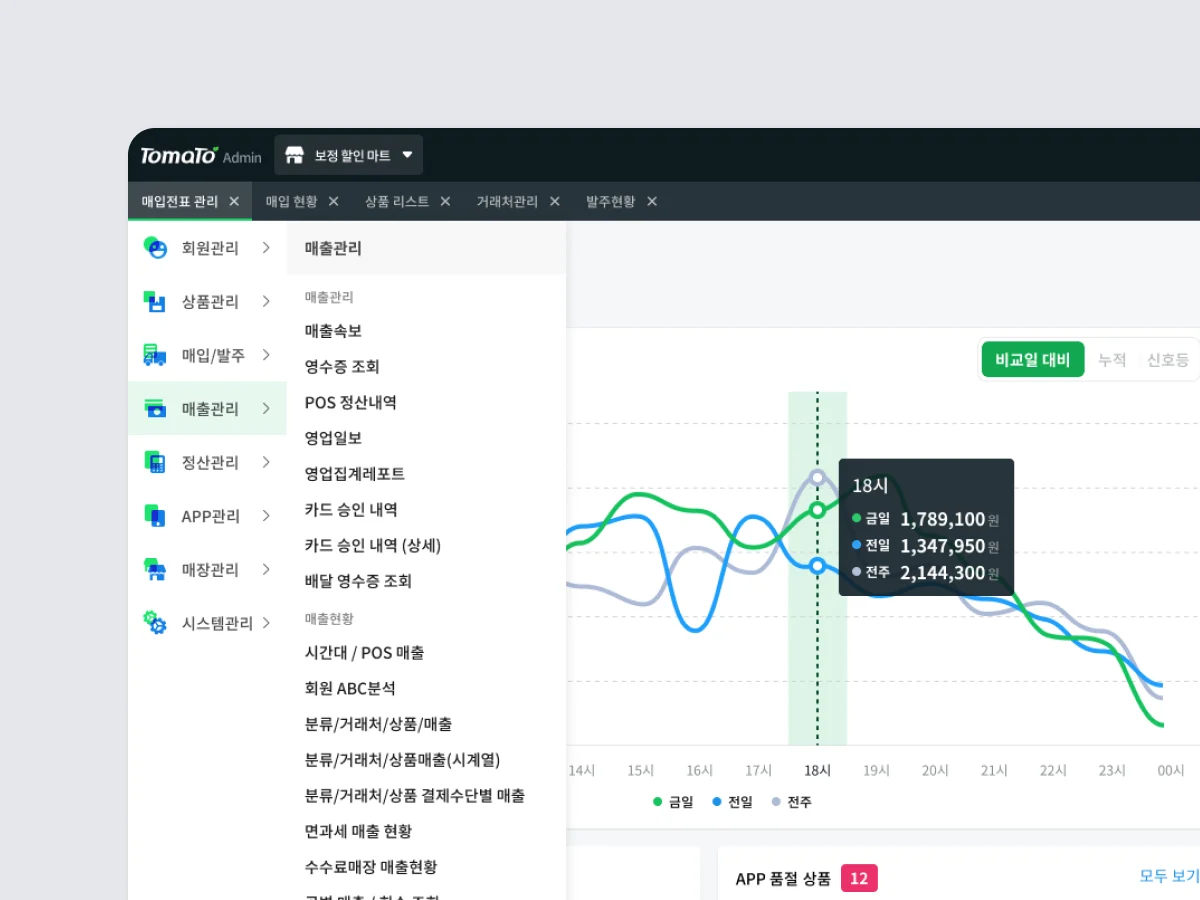 TomaTo Admin
보정 할인 마트
매입전표 관리
매입 현황
상품 리스트
거래처관리
발주현황
회원관리
상품관리
매입/발주
매출관리
정산관리
APP관리
매장관리
시스템관리
매출관리
매출관리
매출속보
영수증 조회
POS 정산내역
영업일보
영업집계레포트
카드 승인 내역
카드 승인 내역 (상세)
배달 영수증 조회
매출현황
시간대 / POS 매출
회원 ABC분석
분류/거래처/상품/매출
분류/거래처/상품매출(시계열)
분류/거래처/상품 결제수단별 매출
면과세 매출 현황
수수료매장 매출현황
비교일 대비
누적
신호등
18시
금일 1,789,100원
전일 1,347,950원
전주 2,144,300원
14시
15시
16시
17시
18시
19시
20시
21시
22시
23시
00시
금일
전일
전주
APP 품절 상품 12
모두 보기